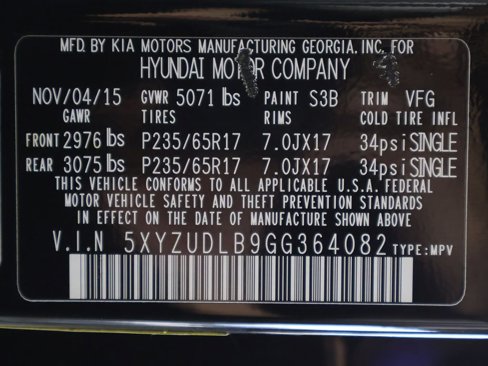 MFD. BY KIA MOTORS MANUFACTURING GEORGIA, INC. FOR
HYUNDAI MOTOR COMPANY
NOV/04/15 GVWR 5071 lbs PAINT S3B TRIM VFG
GAWR TIRES RIMS COLD TIRE INFL
FRONT 2976 lbs P235/65R17 7.0JX17 34psi SINGLE
REAR 3075 lbs P235/65R17 7.0JX17 34psi SINGLE
THIS VEHICLE CONFORMS TO ALL APPLICABLE U.S.A. FEDERAL
MOTOR VEHICLE SAFETY AND THEFT PREVENTION STANDARDS
IN EFFECT ON THE DATE OF MANUFACTURE SHOWN ABOVE
V.I.N 5XYZUDLB9GG364082 TYPE:MPV